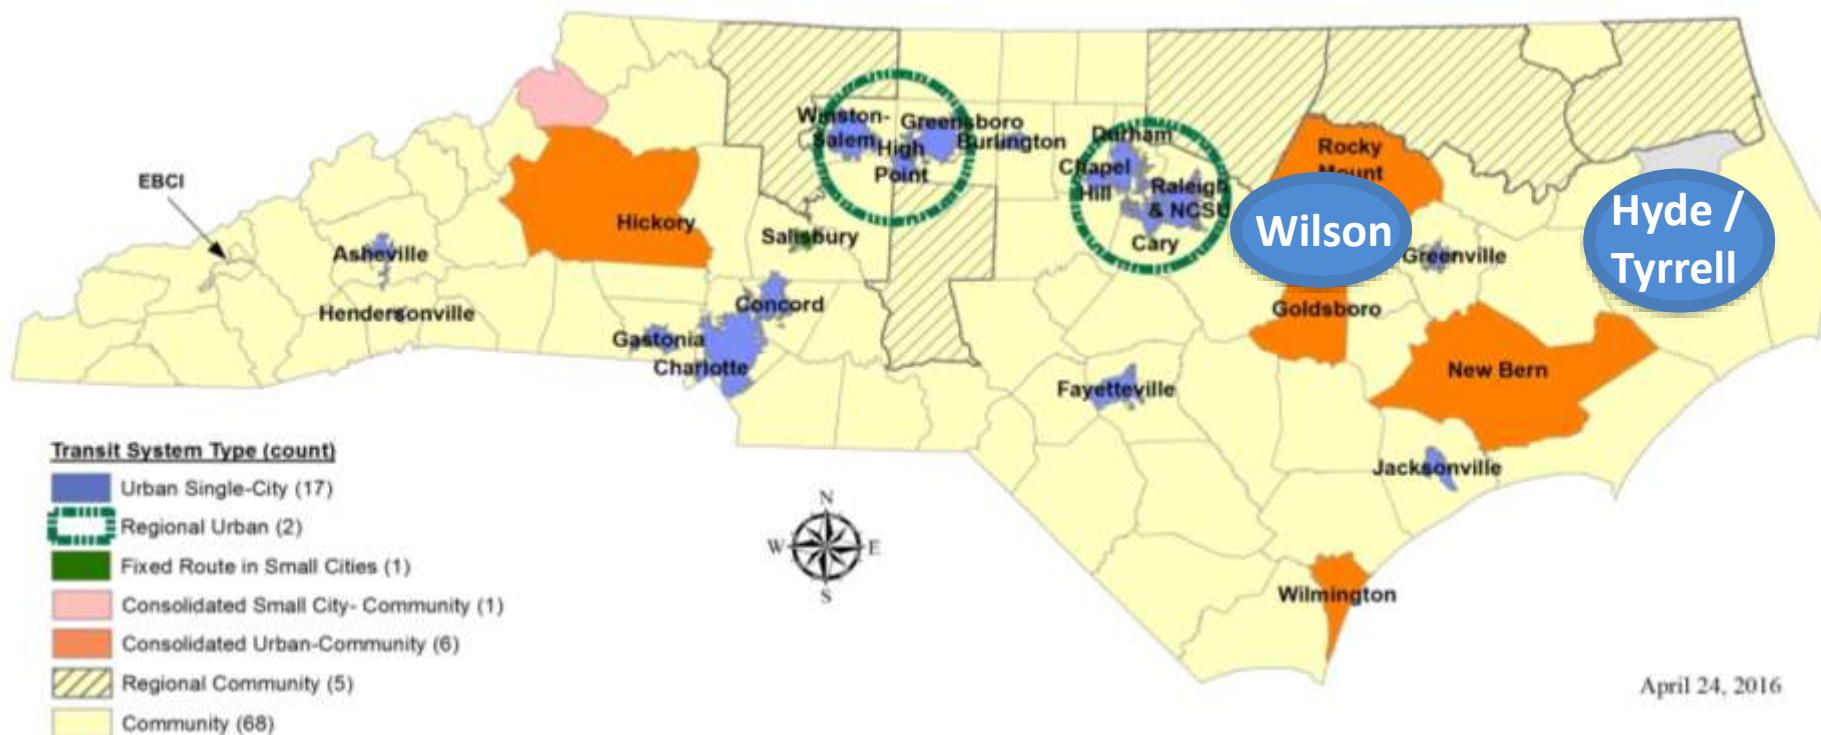 Winston-
Salem
High
Point
Greensboro
Burlington
Durham
Chapel
Hill
Raleigh
& NCSU
Cary
Rocky
Mount
Wilson
Hyde /
Tyrrell
EBCI
Hickory
Salisbury
Asheville
Greenville
Hendersonville
Concord
Goldsboro
Gastonia
Charlotte
New Bern
Fayetteville
Jacksonville
Wilmington
Transit System Type (count)
Urban Single-City (17)
Regional Urban (2)
Fixed Route in Small Cities (1)
Consolidated Small City- Community (1)
Consolidated Urban-Community (6)
Regional Community (5)
Community (68)
N
W
E
S
April 24, 2016